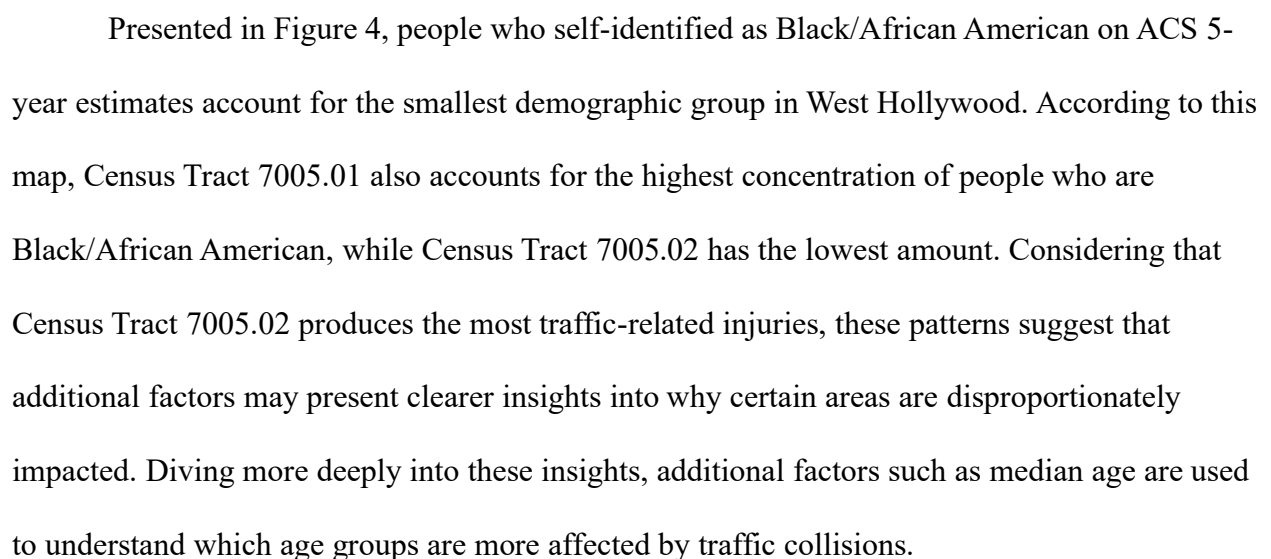 Presented in Figure 4, people who self-identified as Black/African American on ACS 5-
year estimates account for the smallest demographic group in West Hollywood. According to this
map, Census Tract 7005.01 also accounts for the highest concentration of people who are
Black/African American, while Census Tract 7005.02 has the lowest amount. Considering that
Census Tract 7005.02 produces the most traffic-related injuries, these patterns suggest that
additional factors may present clearer insights into why certain areas are disproportionately
impacted. Diving more deeply into these insights, additional factors such as median age are used
to understand which age groups are more affected by traffic collisions.